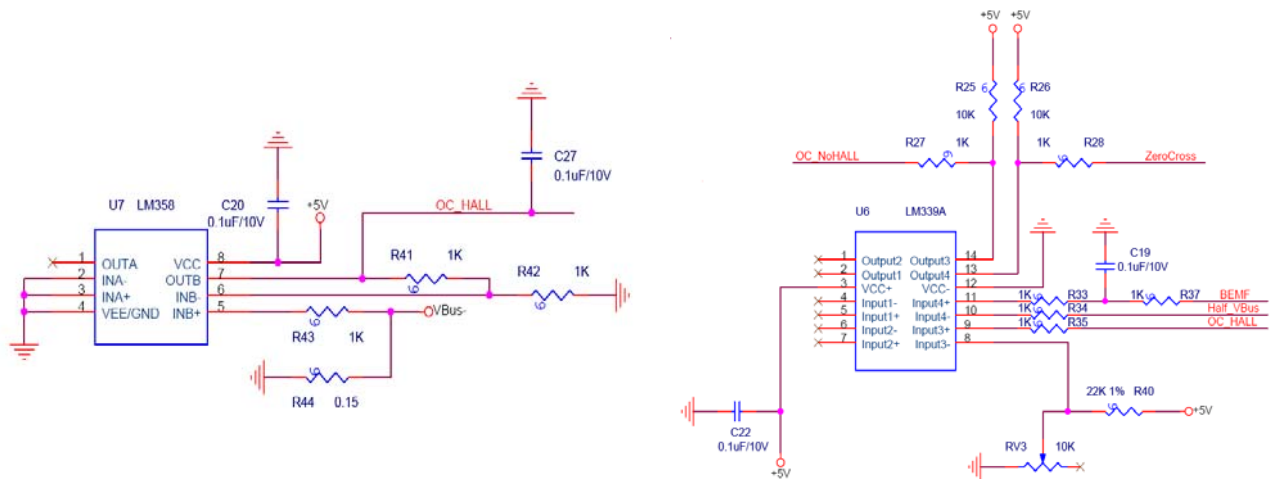 C27
0.1uF/10V
U7 LM358
C20
0.1uF/10V
+5V
OC_HALL
1 OUTA VCC 8
2 INA- OUTB 7
3 INA+ INB- 6
4 VEE/GND INB+ 5
R41 1K
R42 1K
R43 1K
VBus-
R44 0.15
+5V +5V
R25 6 6 R26
10K 10K
R27 1K 1K R28
OC_NoHALL
ZeroCross
U6 LM339A
1 Output2 Output3 14
2 Output1 Output4 13
3 VCC+ VCC- 12
4 Input1- Input4+ 11
5 Input1+ Input4- 10
6 Input2- Input3+ 9
7 Input2+ Input3- 8
C19
0.1uF/10V
1K R33 1K R37 BEMF
1K R34 Half_VBus
1K R35 OC_HALL
22K 1% R40
+5V
C22
0.1uF/10V
+5V
RV3 10K